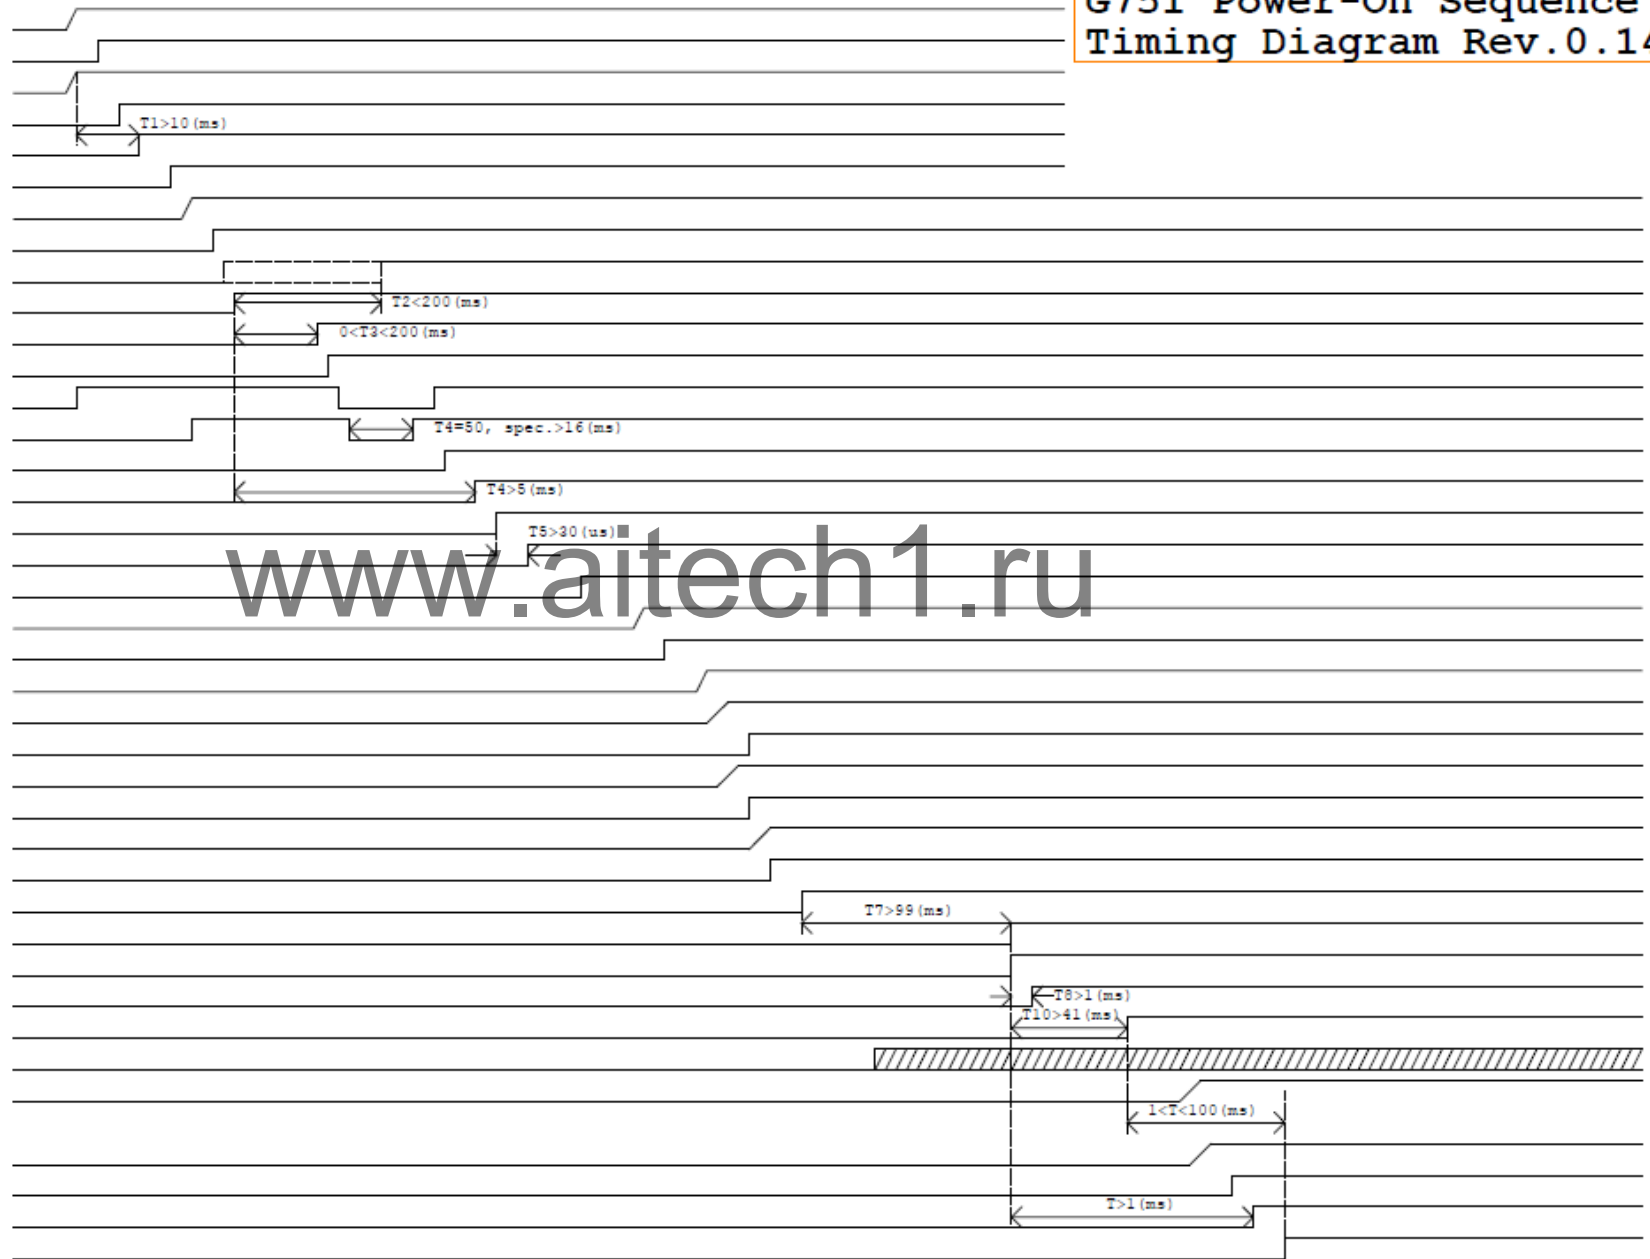 G751 Power-On Sequence
Timing Diagram Rev.0.14
T1>10(ms)
T2<200(ms)
0<T3<200(ms)
T4=50, spec.>16(ms)
T4>5(ms)
T5>30(us)
www.aitech1.ru
T7>99(ms)
T8>1(ms)
T10>41(ms)
1<T<100(ms)
T>1(ms)